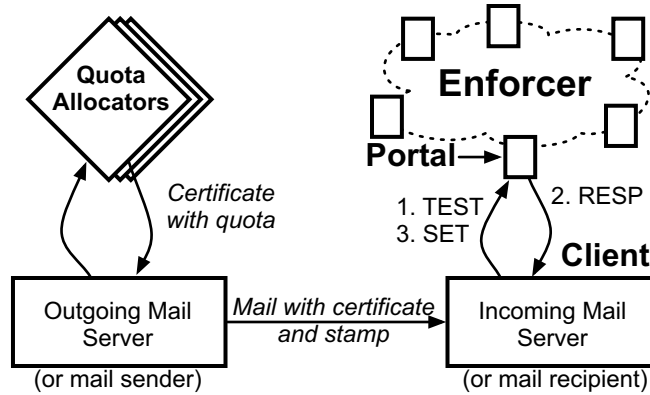 Quota
Allocators
Enforcer
Portal
Certificate
with quota
1. TEST
3. SET
2. RESP
Client
Outgoing Mail
Server
(or mail sender)
Mail with certificate
and stamp
Incoming Mail
Server
(or mail recipient)